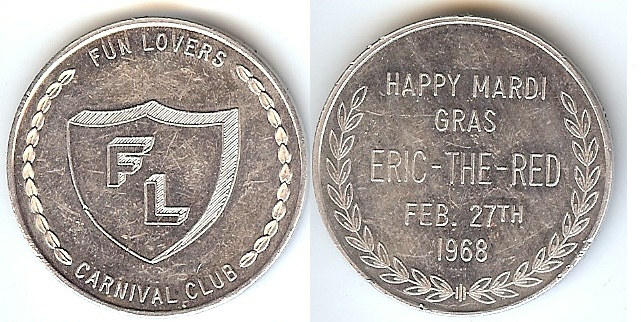 FUN LOVERS
FL
CARNIVAL CLUB
HAPPY MARDI
GRAS
ERIC-THE-RED
FEB. 27TH
1968